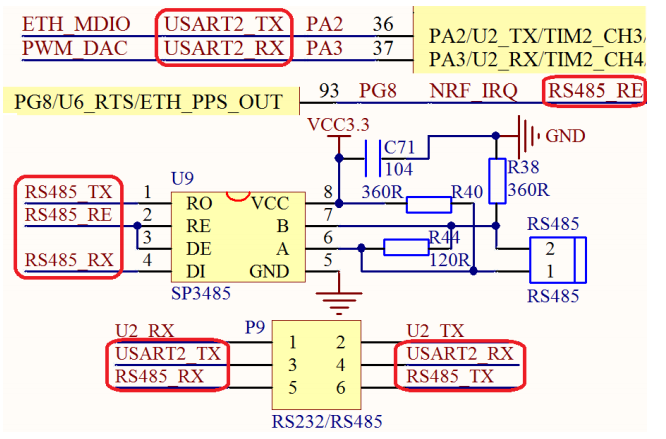 ETH_MDIO USART2_TX PA2 36 PA2/U2_TX/TIM2_CH3/
PWM_DAC USART2_RX PA3 37 PA3/U2_RX/TIM2_CH4/
PG8/U6_RTS/ETH_PPS_OUT 93 PG8 NRF_IRQ RS485_RE
VCC3.3 GND
C71
104
R38
360R
U9
360R R40
RS485_TX 1 RO VCC 8
RS485_RE 2 RE B 7
3 DE A 6
RS485_RX 4 DI GND 5
SP3485
R44
120R
RS485
2
1
RS485
P9
U2_RX 1 2 U2_TX
USART2_TX 3 4 USART2_RX
RS485_RX 5 6 RS485_TX
RS232/RS485